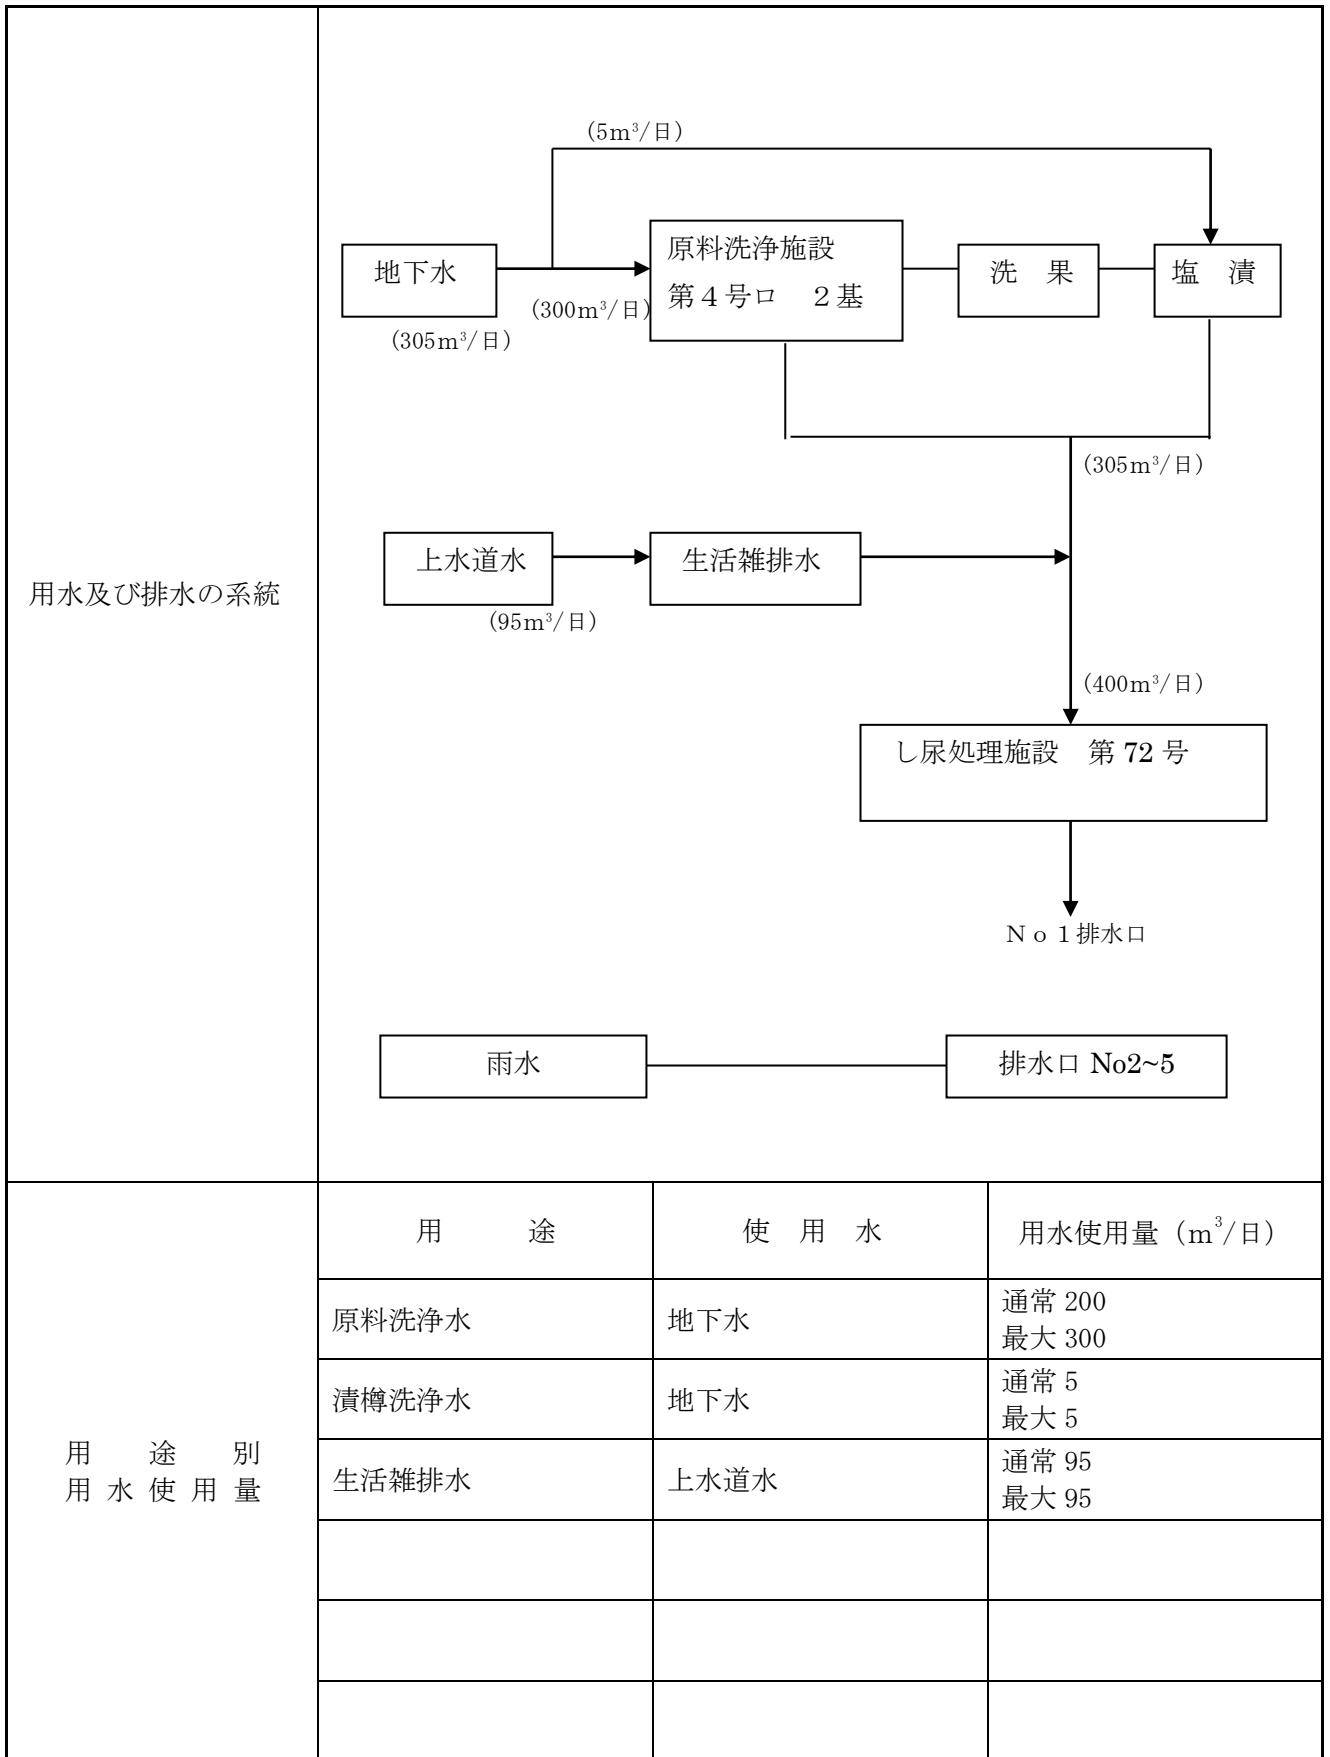 用水及び排水の系統
(5m³/日)
地下水
(305m³/日)
(300m³/日)
原料洗浄施設
第４号ロ　２基
洗　果
塩　漬
(305m³/日)
上水道水
(95m³/日)
生活雑排水
(400m³/日)
し尿処理施設　第 72 号
Ｎｏ１排水口
雨水
排水口 No2~5
用　途　別
用 水 使 用 量
用　　　途
使　用　水
用水使用量（m³/日）
原料洗浄水
地下水
通常 200
最大 300
漬樽洗浄水
地下水
通常 5
最大 5
生活雑排水
上水道水
通常 95
最大 95